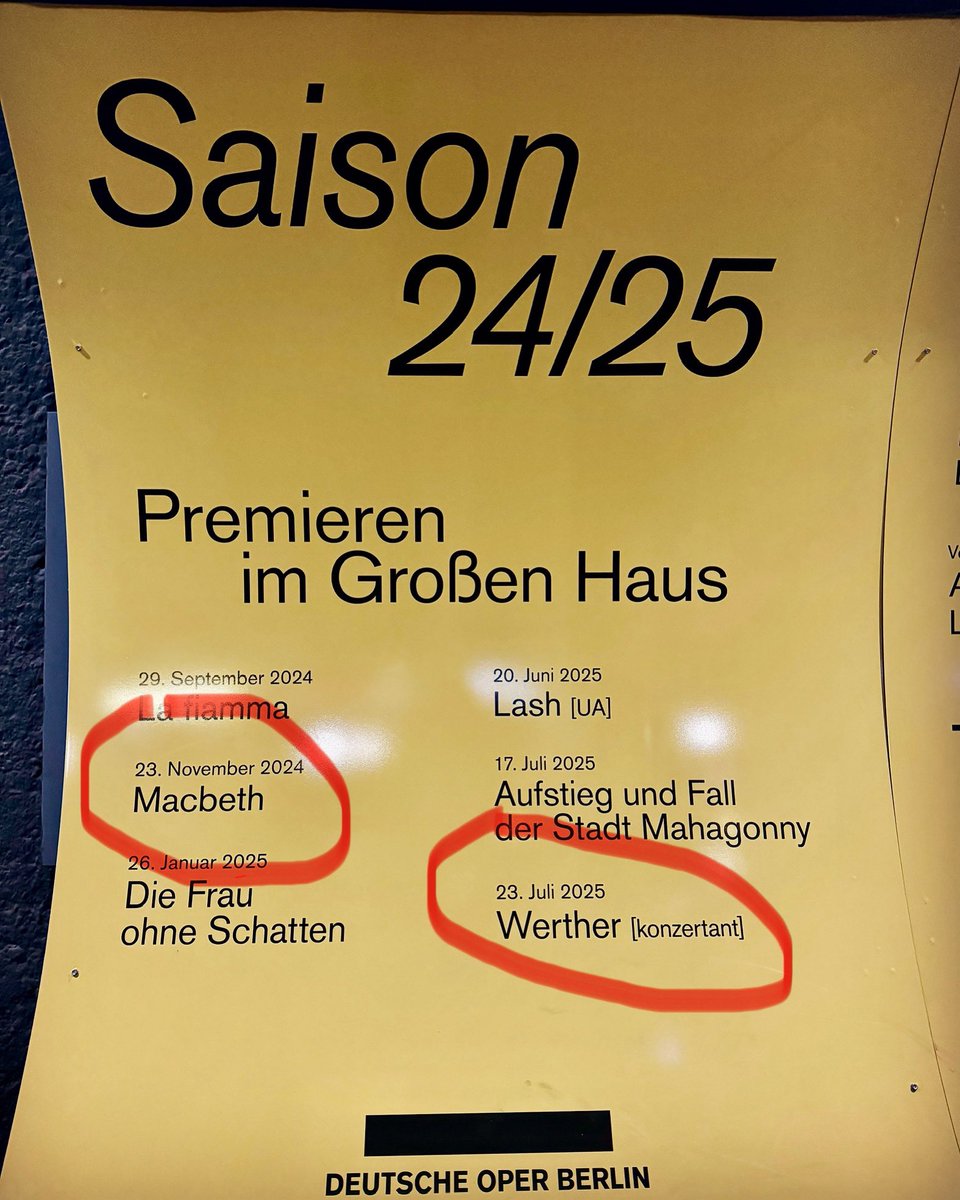 Saison
24/25
Premieren
im Großen Haus
29. September 2024
La fiamma
23. November 2024
Macbeth
26. Januar 2025
Die Frau
ohne Schatten
20. Juni 2025
Lash [UA]
17. Juli 2025
Aufstieg und Fall
der Stadt Mahagonny
23. Juli 2025
Werther [konzertant]
DEUTSCHE OPER BERLIN